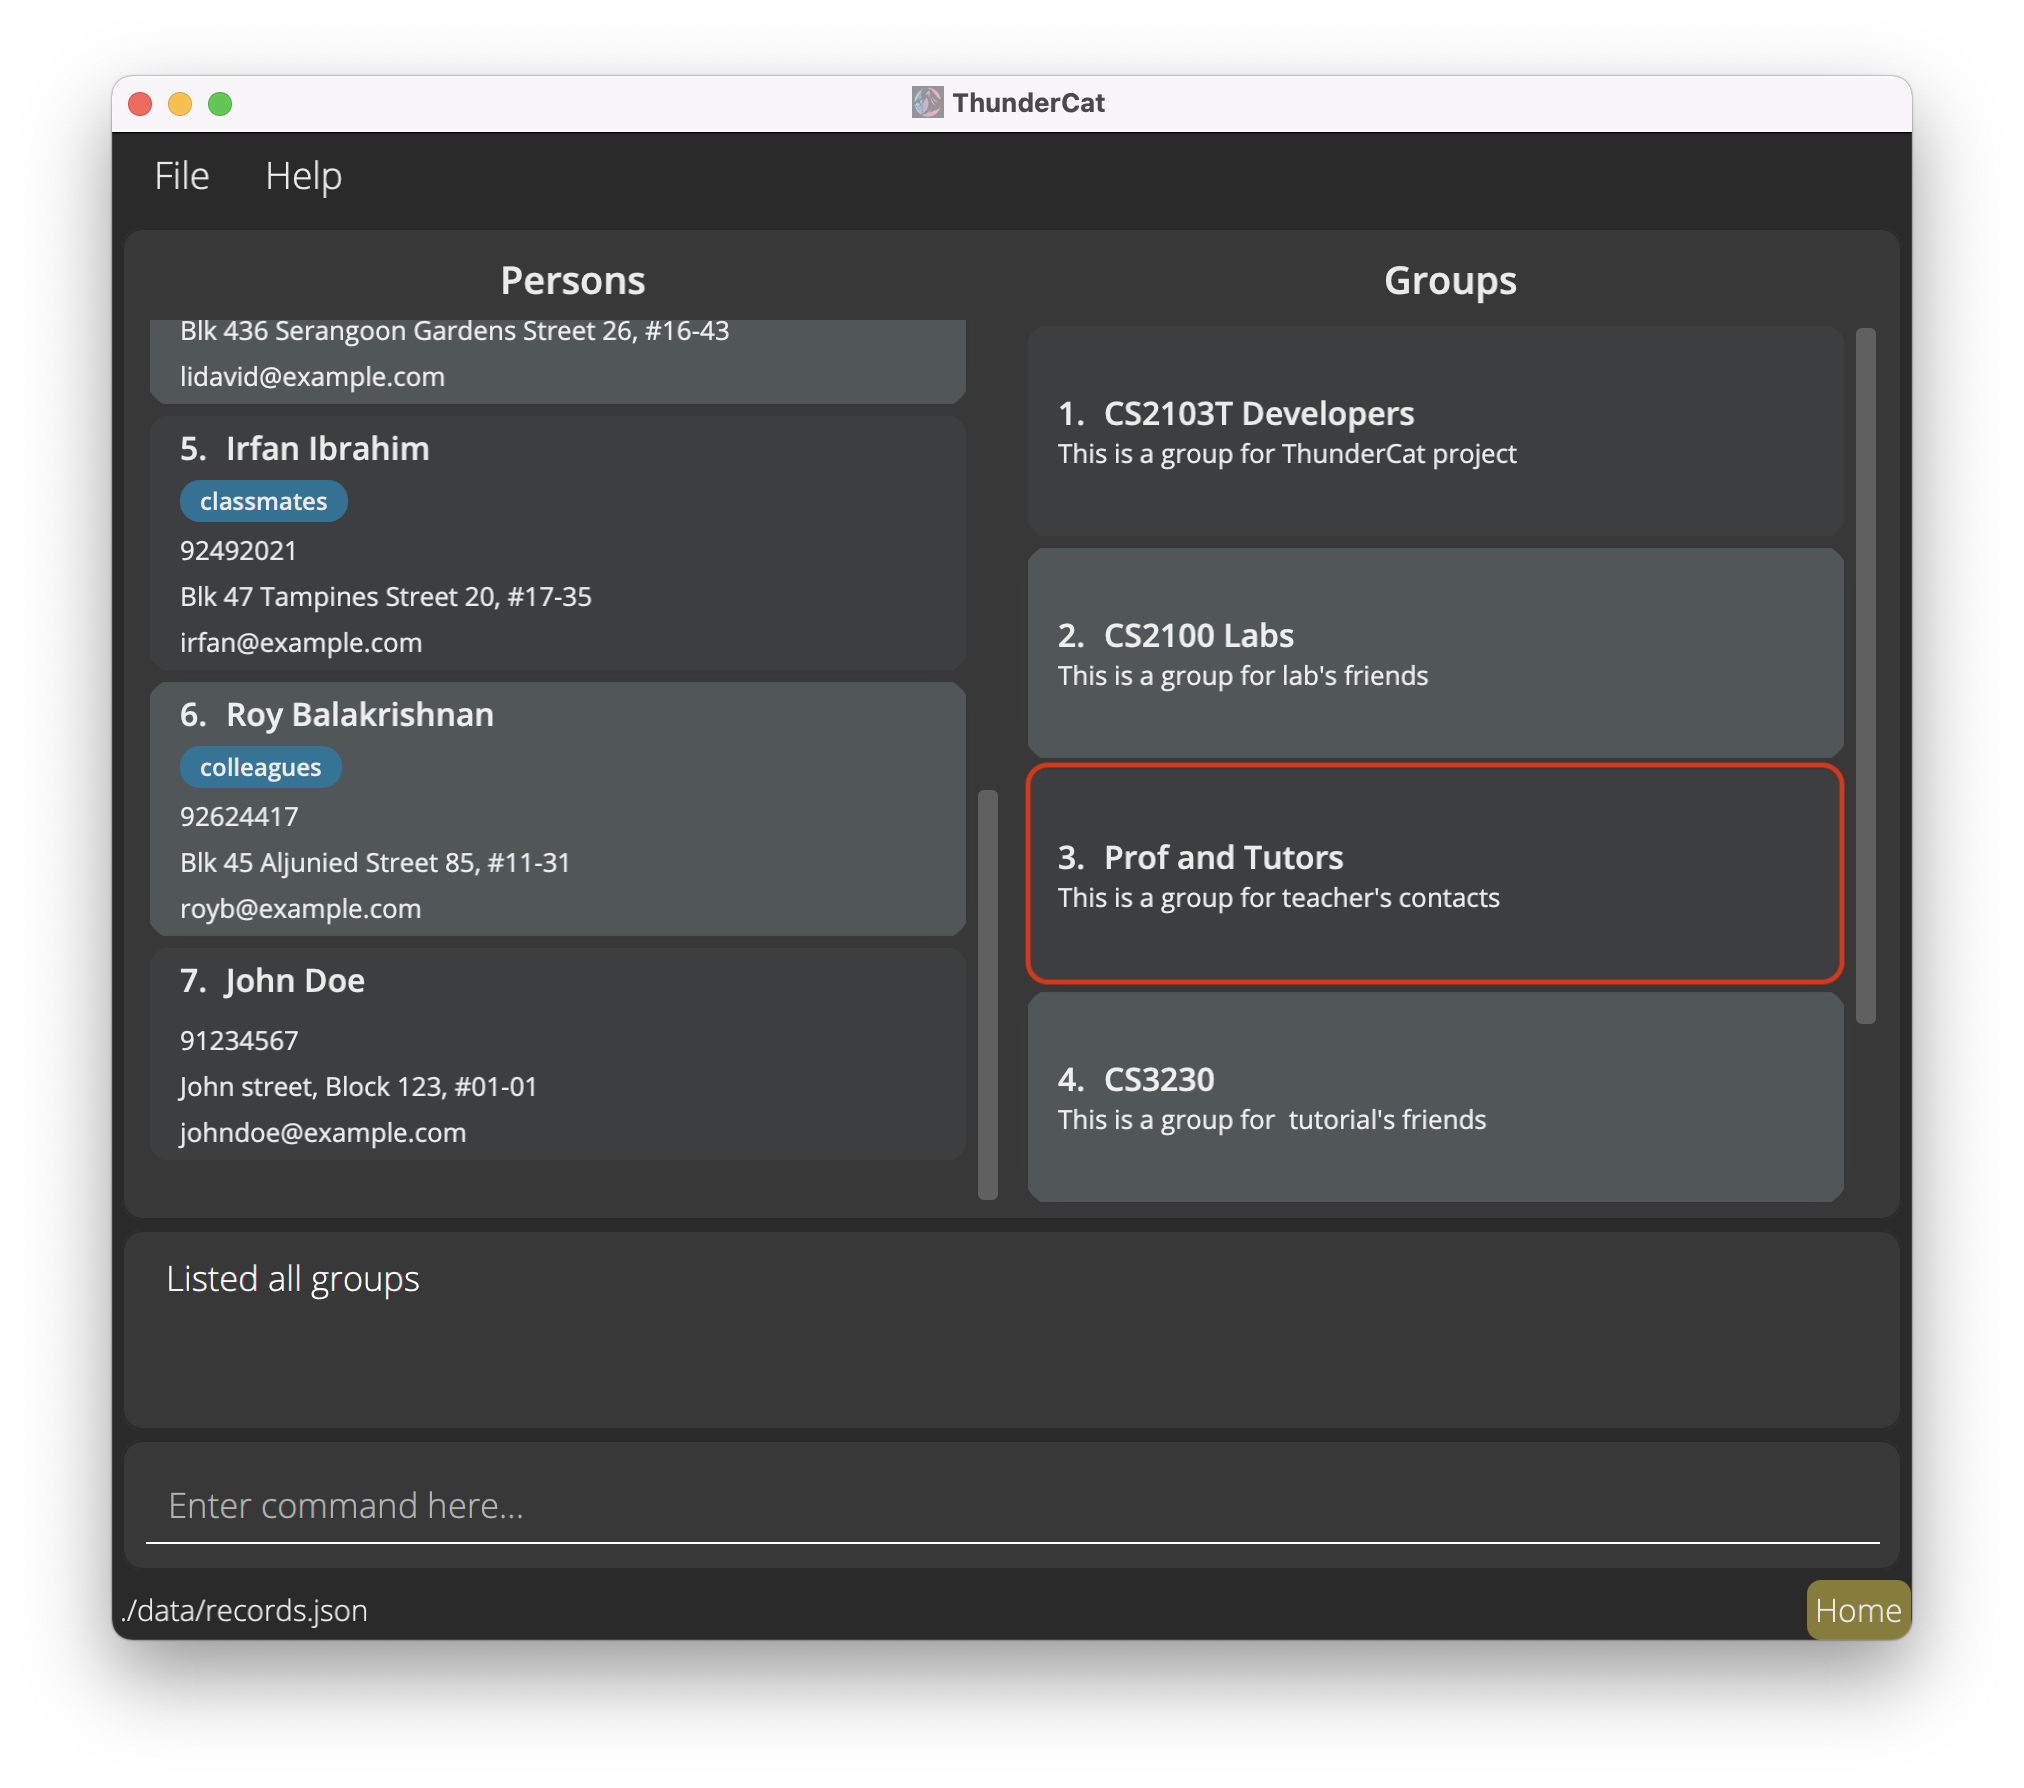 ThunderCat
File Help
Persons
Blk 436 Serangoon Gardens Street 26, #16-43
lidavid@example.com
5. Irfan Ibrahim
classmates
92492021
Blk 47 Tampines Street 20, #17-35
irfan@example.com
6. Roy Balakrishnan
colleagues
92624417
Blk 45 Aljunied Street 85, #11-31
royb@example.com
7. John Doe
91234567
John street, Block 123, #01-01
johndoe@example.com
Groups
1. CS2103T Developers
This is a group for ThunderCat project
2. CS2100 Labs
This is a group for lab's friends
3. Prof and Tutors
This is a group for teacher's contacts
4. CS3230
This is a group for  tutorial's friends
Listed all groups
Enter command here...
./data/records.json
Home